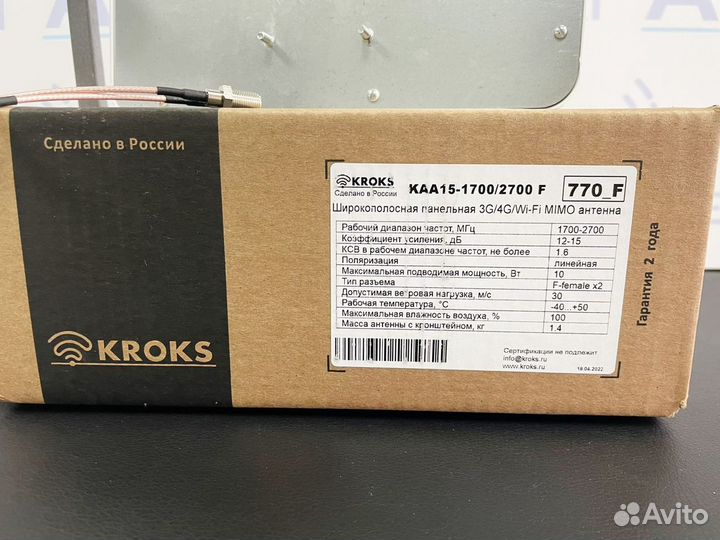 Сделано в России
KROKS
KROKS
Сделано в России
KAA15-1700/2700 F
770_F
Широкополосная панельная 3G/4G/Wi-Fi MIMO антенна
Рабочий диапазон частот, МГц 1700-2700
Коэффициент усиления, дБ 12-15
КСВ в рабочем диапазоне частот, не более 1.6
Поляризация линейная
Максимальная подводимая мощность, Вт 10
Тип разъема F-female x2
Допустимая ветровая нагрузка, м/с 30
Рабочая температура, °С -40...+50
Максимальная влажность воздуха, % 100
Масса антенны с кронштейном, кг 1.4
Сертификации не подлежит
info@kroks.ru
www.kroks.ru
18.04.2022
Гарантия 2 года
Avito